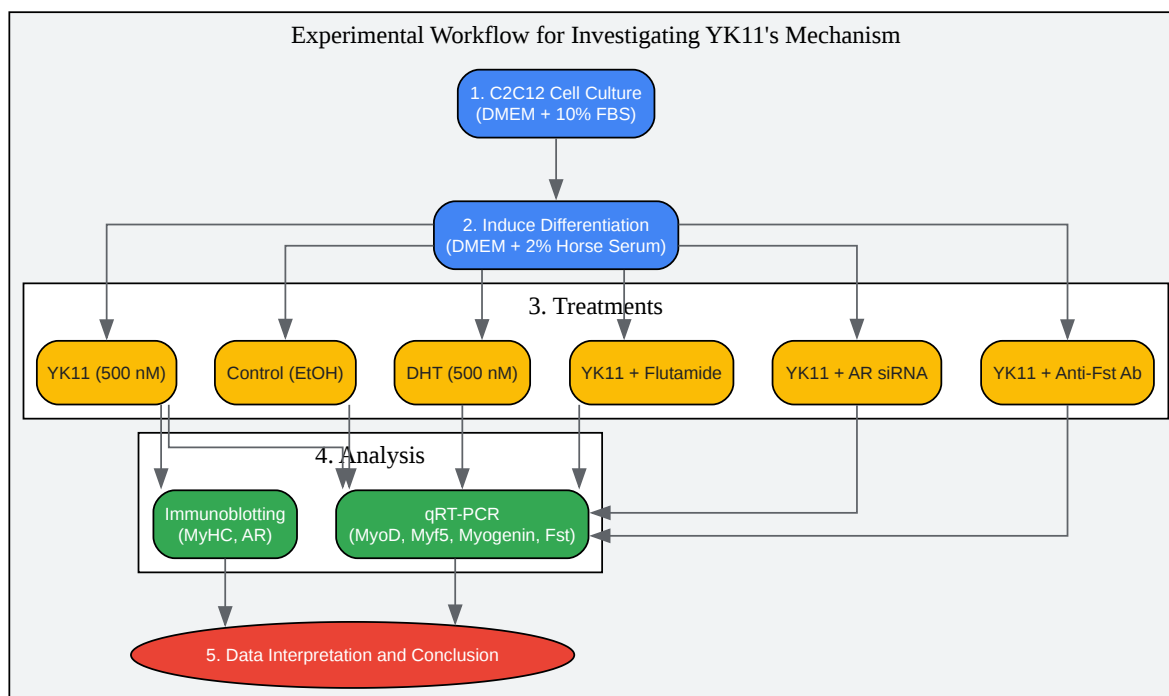 Experimental Workflow for Investigating YK11's Mechanism
1. C2C12 Cell Culture
(DMEM + 10% FBS)
2. Induce Differentiation
(DMEM + 2% Horse Serum)
3. Treatments
YK11 (500 nM)
Control (EtOH)
DHT (500 nM)
YK11 + Flutamide
YK11 + AR siRNA
YK11 + Anti-Fst Ab
4. Analysis
Immunoblotting
(MyHC, AR)
qRT-PCR
(MyoD, Myf5, Myogenin, Fst)
5. Data Interpretation and Conclusion